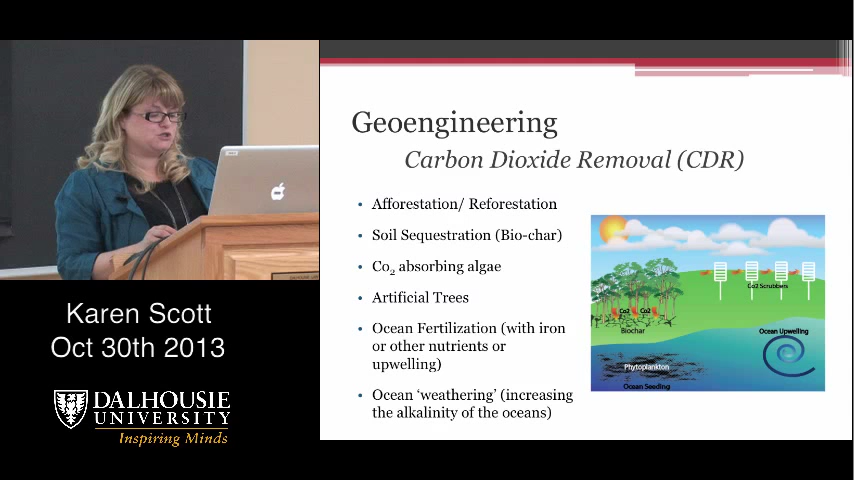 Geoengineering
Carbon Dioxide Removal (CDR)
• Afforestation/ Reforestation
• Soil Sequestration (Bio-char)
• Co₂ absorbing algae
• Artificial Trees
• Ocean Fertilization (with iron
or other nutrients or
upwelling)
• Ocean ‘weathering’ (increasing
the alkalinity of the oceans)
Co2 Scrubbers
Co2 Co2
Biochar
Ocean Upwelling
Phytoplankton
Ocean Seeding
Karen Scott
Oct 30th 2013
DALHOUSIE
UNIVERSITY
Inspiring Minds